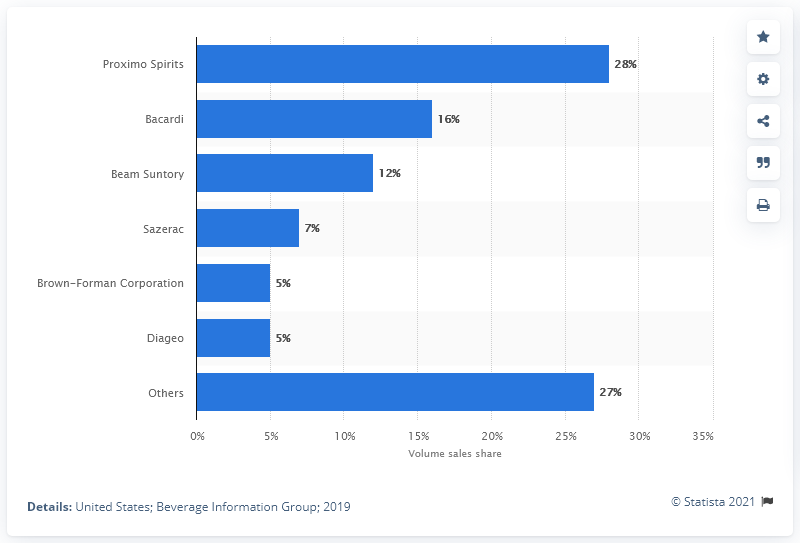 Proximo Spirits 28%
Bacardi 16%
Beam Suntory 12%
Sazerac 7%
Brown-Forman Corporation 5%
Diageo 5%
Others 27%
0% 5% 10% 15% 20% 25% 30% 35%
Volume sales share
© Statista 2021
Details: United States; Beverage Information Group; 2019